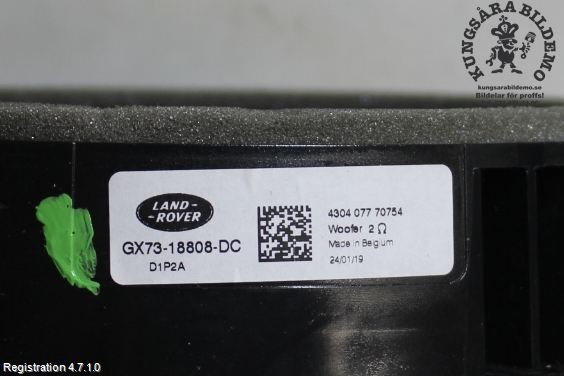 KUNGSÅRA BILDEMO
kungsarabildemo.se
Bildelar för proffs!
LAND-
-ROVER
GX73-18808-DC
D1P2A
4304 077 70754
Woofer 2 Ω
Made in Belgium
24/01/19
Registration 4.7.1.0